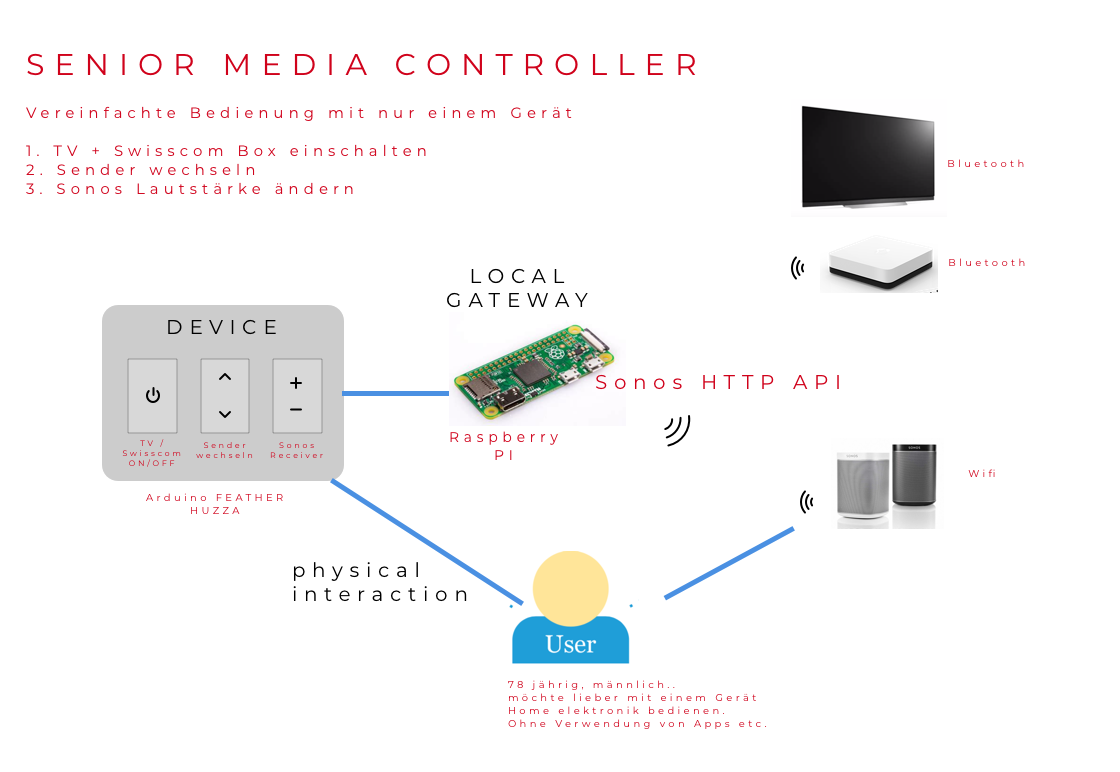 SENIOR MEDIA CONTROLLER
Vereinfachte Bedienung mit nur einem Gerät
1. TV + Swisscom Box einschalten
2. Sender wechseln
3. Sonos Lautstärke ändern
Bluetooth
Bluetooth
LOCAL
GATEWAY
DEVICE
TV /
Swisscom
ON/OFF
Sender
wechseln
Sonos
Receiver
Arduino FEATHER
HUZZA
Sonos HTTP API
Raspberry
PI
SONOS
Wifi
physical
interaction
User
78 jährig, männlich..
möchte lieber mit einem Gerät
Home elektronik bedienen.
Ohne Verwendung von Apps etc.